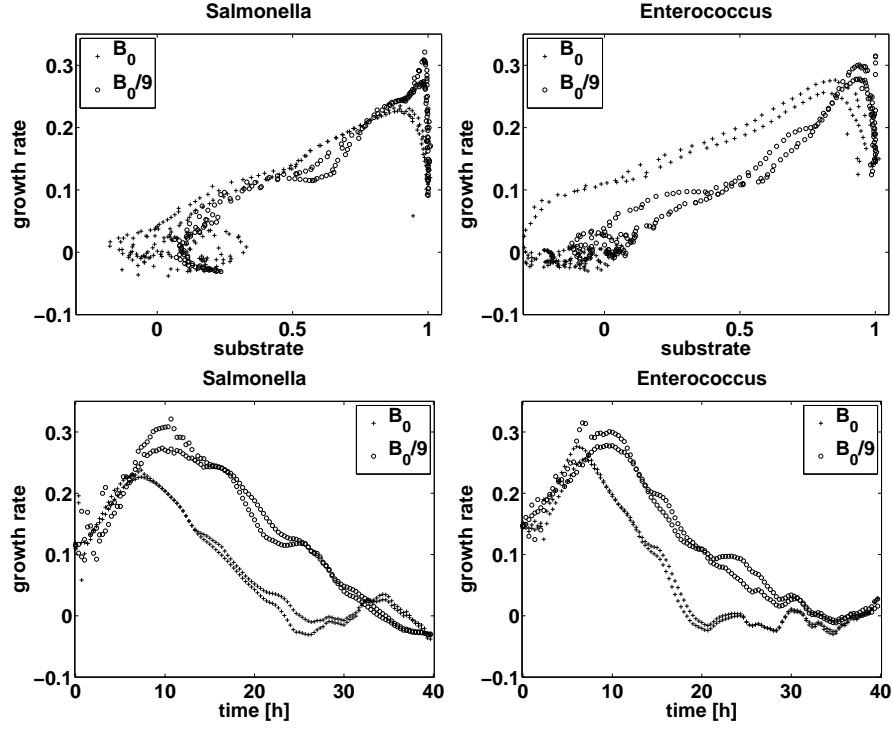 Salmonella
B0
B0/9
0.3
0.2
0.1
0
−0.1
growth rate
0
0.5
1
substrate
Enterococcus
B0
B0/9
0.3
0.2
0.1
0
−0.1
growth rate
0
0.5
1
substrate
Salmonella
B0
B0/9
0.3
0.2
0.1
0
−0.1
growth rate
0
10
20
30
40
time [h]
Enterococcus
B0
B0/9
0.3
0.2
0.1
0
−0.1
growth rate
0
10
20
30
40
time [h]